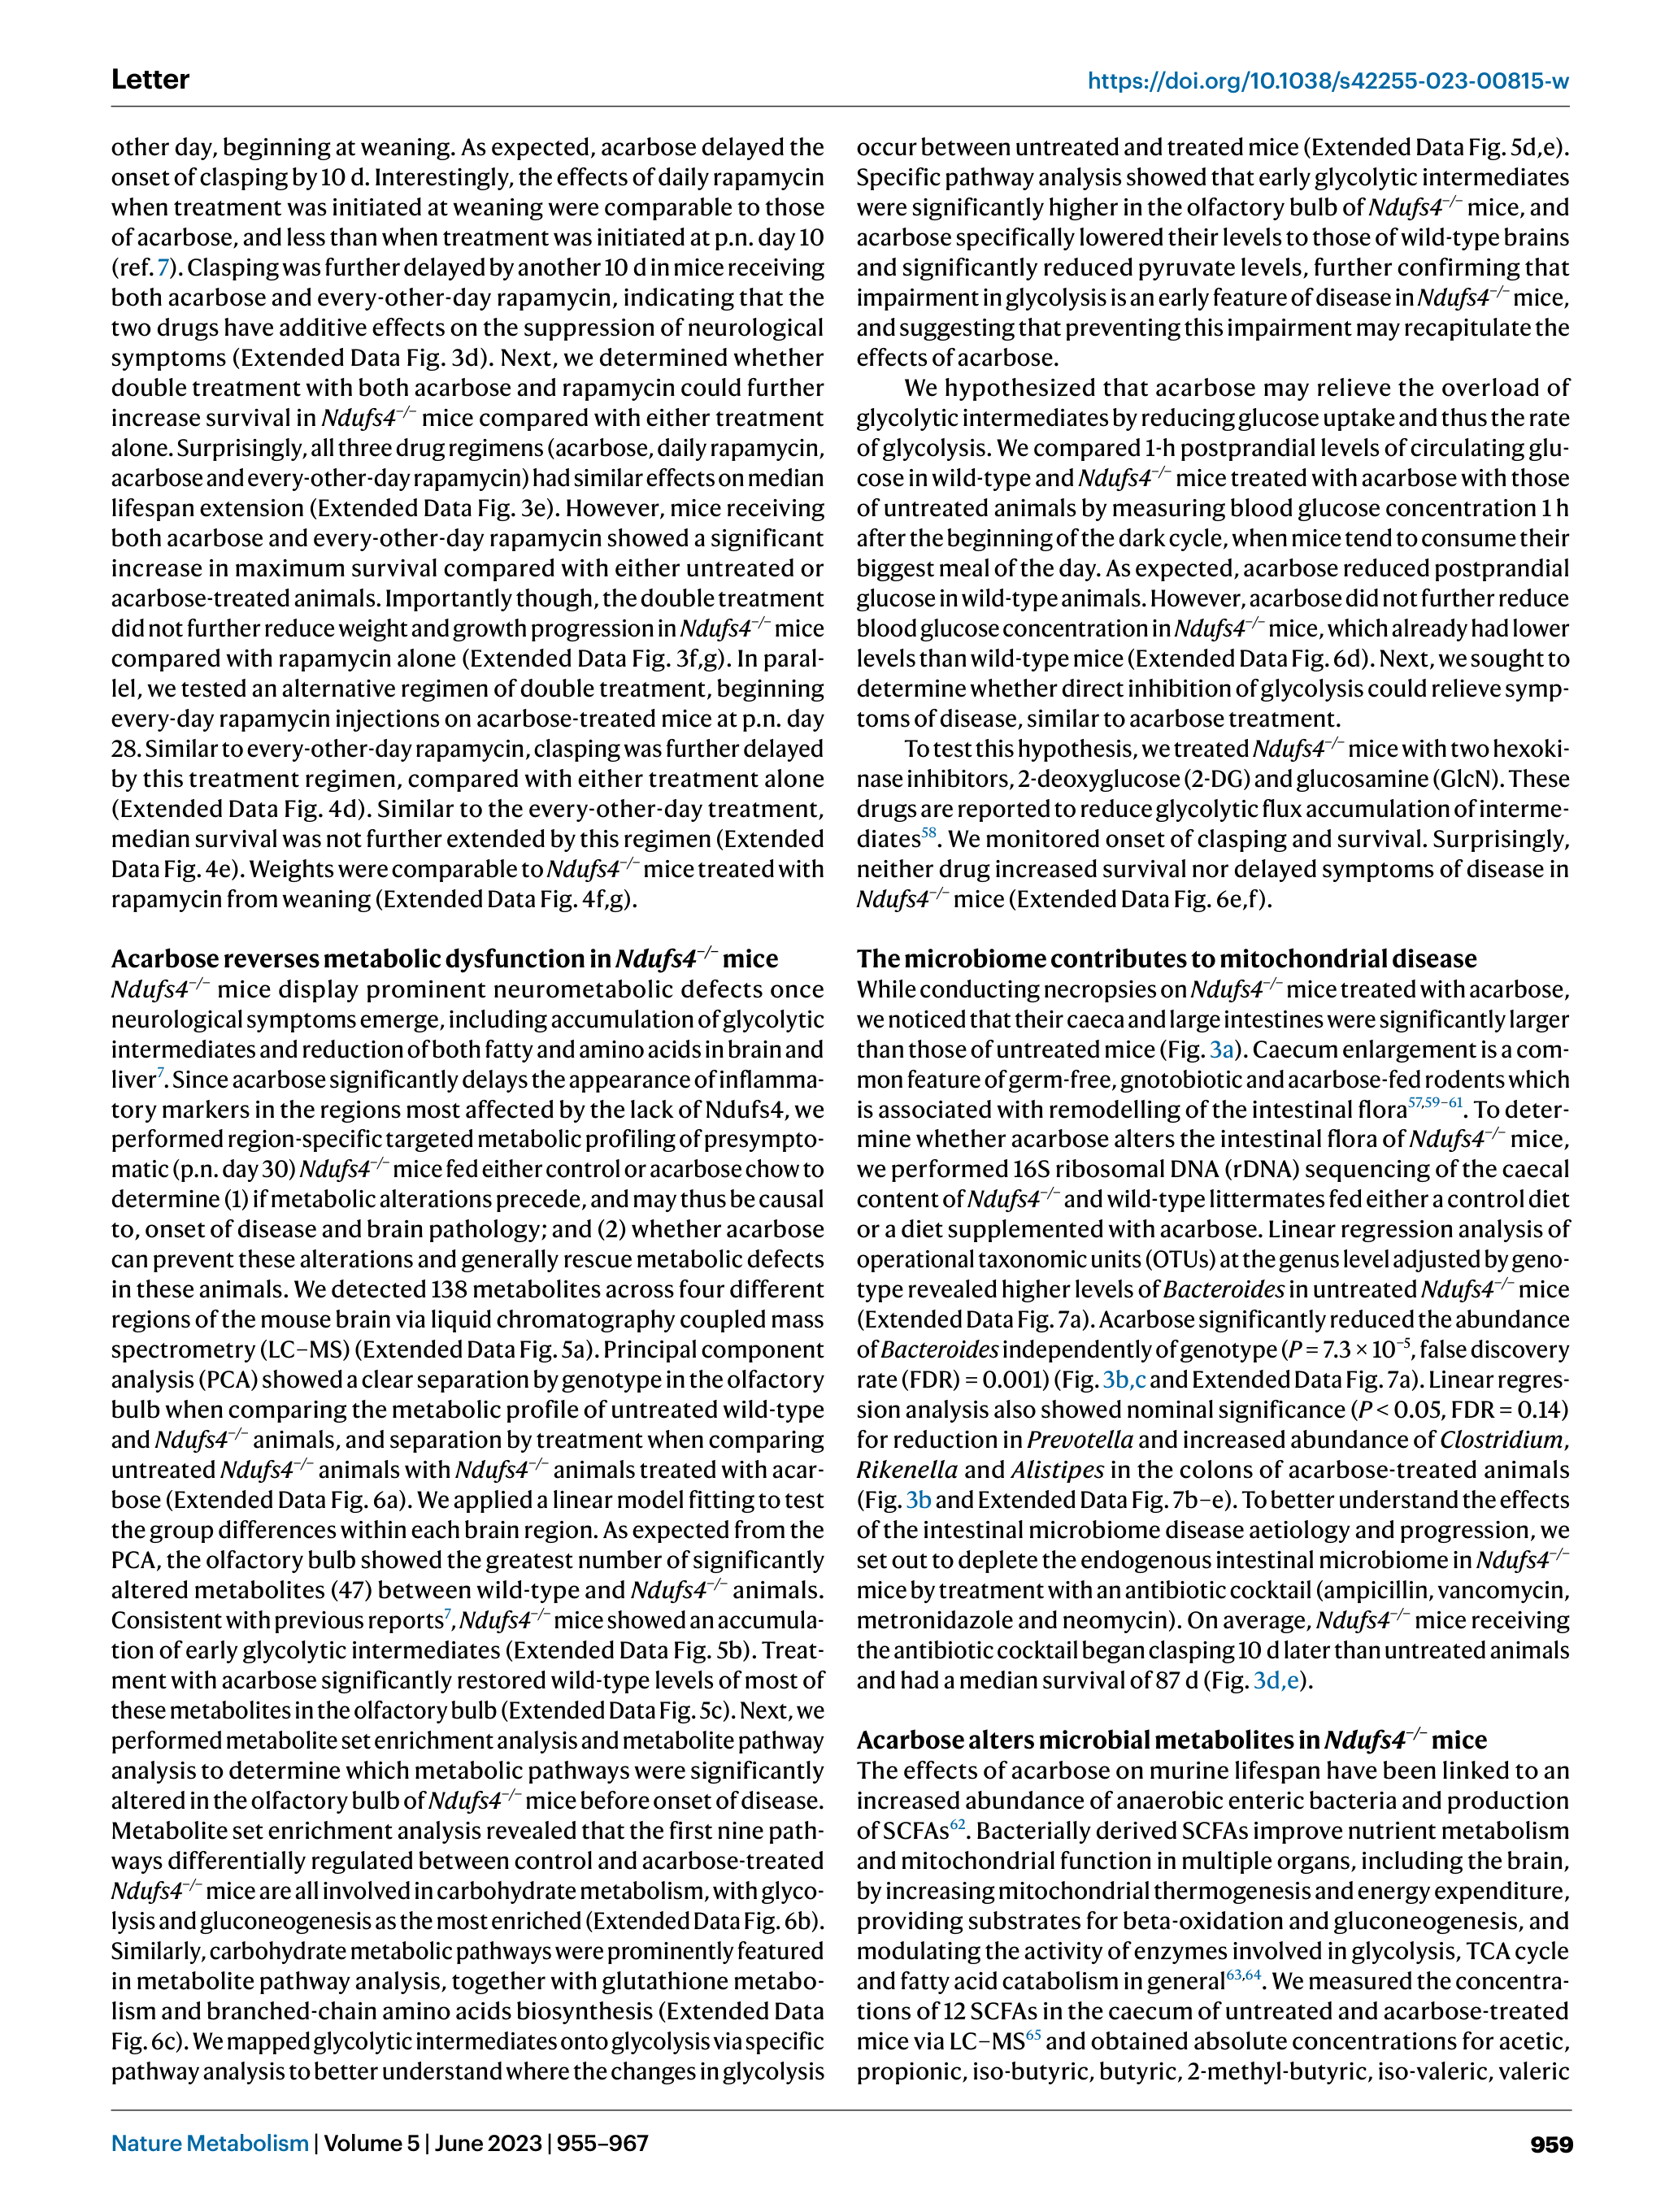 Letter
https://doi.org/10.1038/s42255-023-00815-w
other day, beginning at weaning. As expected, acarbose delayed the
onset of clasping by 10 d. Interestingly, the effects of daily rapamycin
when treatment was initiated at weaning were comparable to those
of acarbose, and less than when treatment was initiated at p.n. day 10
(ref. 7). Clasping was further delayed by another 10 d in mice receiving
both acarbose and every-other-day rapamycin, indicating that the
two drugs have additive effects on the suppression of neurological
symptoms (Extended Data Fig. 3d). Next, we determined whether
double treatment with both acarbose and rapamycin could further
increase survival in Ndufs4−/− mice compared with either treatment
alone. Surprisingly, all three drug regimens (acarbose, daily rapamycin,
acarbose and every-other-day rapamycin) had similar effects on median
lifespan extension (Extended Data Fig. 3e). However, mice receiving
both acarbose and every-other-day rapamycin showed a significant
increase in maximum survival compared with either untreated or
acarbose-treated animals. Importantly though, the double treatment
did not further reduce weight and growth progression in Ndufs4−/− mice
compared with rapamycin alone (Extended Data Fig. 3f,g). In paral-
lel, we tested an alternative regimen of double treatment, beginning
every-day rapamycin injections on acarbose-treated mice at p.n. day
28. Similar to every-other-day rapamycin, clasping was further delayed
by this treatment regimen, compared with either treatment alone
(Extended Data Fig. 4d). Similar to the every-other-day treatment,
median survival was not further extended by this regimen (Extended
Data Fig. 4e). Weights were comparable to Ndufs4−/− mice treated with
rapamycin from weaning (Extended Data Fig. 4f,g).
Acarbose reverses metabolic dysfunction in Ndufs4−/− mice
Ndufs4−/− mice display prominent neurometabolic defects once
neurological symptoms emerge, including accumulation of glycolytic
intermediates and reduction of both fatty and amino acids in brain and
liver7. Since acarbose significantly delays the appearance of inflamma-
tory markers in the regions most affected by the lack of Ndufs4, we
performed region-specific targeted metabolic profiling of presympto-
matic (p.n. day 30) Ndufs4−/− mice fed either control or acarbose chow to
determine (1) if metabolic alterations precede, and may thus be causal
to, onset of disease and brain pathology; and (2) whether acarbose
can prevent these alterations and generally rescue metabolic defects
in these animals. We detected 138 metabolites across four different
regions of the mouse brain via liquid chromatography coupled mass
spectrometry (LC–MS) (Extended Data Fig. 5a). Principal component
analysis (PCA) showed a clear separation by genotype in the olfactory
bulb when comparing the metabolic profile of untreated wild-type
and Ndufs4−/− animals, and separation by treatment when comparing
untreated Ndufs4−/− animals with Ndufs4−/− animals treated with acar-
bose (Extended Data Fig. 6a). We applied a linear model fitting to test
the group differences within each brain region. As expected from the
PCA, the olfactory bulb showed the greatest number of significantly
altered metabolites (47) between wild-type and Ndufs4−/− animals.
Consistent with previous reports7, Ndufs4−/− mice showed an accumula-
tion of early glycolytic intermediates (Extended Data Fig. 5b). Treat-
ment with acarbose significantly restored wild-type levels of most of
these metabolites in the olfactory bulb (Extended Data Fig. 5c). Next, we
performed metabolite set enrichment analysis and metabolite pathway
analysis to determine which metabolic pathways were significantly
altered in the olfactory bulb of Ndufs4−/− mice before onset of disease.
Metabolite set enrichment analysis revealed that the first nine path-
ways differentially regulated between control and acarbose-treated
Ndufs4−/− mice are all involved in carbohydrate metabolism, with glyco-
lysis and gluconeogenesis as the most enriched (Extended Data Fig. 6b).
Similarly, carbohydrate metabolic pathways were prominently featured
in metabolite pathway analysis, together with glutathione metabo-
lism and branched-chain amino acids biosynthesis (Extended Data
Fig. 6c). We mapped glycolytic intermediates onto glycolysis via specific
pathway analysis to better understand where the changes in glycolysis
occur between untreated and treated mice (Extended Data Fig. 5d,e).
Specific pathway analysis showed that early glycolytic intermediates
were significantly higher in the olfactory bulb of Ndufs4−/− mice, and
acarbose specifically lowered their levels to those of wild-type brains
and significantly reduced pyruvate levels, further confirming that
impairment in glycolysis is an early feature of disease in Ndufs4−/− mice,
and suggesting that preventing this impairment may recapitulate the
effects of acarbose.
We hypothesized that acarbose may relieve the overload of
glycolytic intermediates by reducing glucose uptake and thus the rate
of glycolysis. We compared 1-h postprandial levels of circulating glu-
cose in wild-type and Ndufs4−/− mice treated with acarbose with those
of untreated animals by measuring blood glucose concentration 1 h
after the beginning of the dark cycle, when mice tend to consume their
biggest meal of the day. As expected, acarbose reduced postprandial
glucose in wild-type animals. However, acarbose did not further reduce
blood glucose concentration in Ndufs4−/− mice, which already had lower
levels than wild-type mice (Extended Data Fig. 6d). Next, we sought to
determine whether direct inhibition of glycolysis could relieve symp-
toms of disease, similar to acarbose treatment.
To test this hypothesis, we treated Ndufs4−/− mice with two hexoki-
nase inhibitors, 2-deoxyglucose (2-DG) and glucosamine (GlcN). These
drugs are reported to reduce glycolytic flux accumulation of interme-
diates58. We monitored onset of clasping and survival. Surprisingly,
neither drug increased survival nor delayed symptoms of disease in
Ndufs4−/− mice (Extended Data Fig. 6e,f).
The microbiome contributes to mitochondrial disease
While conducting necropsies on Ndufs4−/− mice treated with acarbose,
we noticed that their caeca and large intestines were significantly larger
than those of untreated mice (Fig. 3a). Caecum enlargement is a com-
mon feature of germ-free, gnotobiotic and acarbose-fed rodents which
is associated with remodelling of the intestinal flora57,59–61. To deter-
mine whether acarbose alters the intestinal flora of Ndufs4−/− mice,
we performed 16S ribosomal DNA (rDNA) sequencing of the caecal
content of Ndufs4−/− and wild-type littermates fed either a control diet
or a diet supplemented with acarbose. Linear regression analysis of
operational taxonomic units (OTUs) at the genus level adjusted by geno-
type revealed higher levels of Bacteroides in untreated Ndufs4−/− mice
(Extended Data Fig. 7a). Acarbose significantly reduced the abundance
of Bacteroides independently of genotype (P = 7.3 × 10−5, false discovery
rate (FDR) = 0.001) (Fig. 3b,c and Extended Data Fig. 7a). Linear regres-
sion analysis also showed nominal significance (P < 0.05, FDR = 0.14)
for reduction in Prevotella and increased abundance of Clostridium,
Rikenella and Alistipes in the colons of acarbose-treated animals
(Fig. 3b and Extended Data Fig. 7b–e). To better understand the effects
of the intestinal microbiome disease aetiology and progression, we
set out to deplete the endogenous intestinal microbiome in Ndufs4−/−
mice by treatment with an antibiotic cocktail (ampicillin, vancomycin,
metronidazole and neomycin). On average, Ndufs4−/− mice receiving
the antibiotic cocktail began clasping 10 d later than untreated animals
and had a median survival of 87 d (Fig. 3d,e).
Acarbose alters microbial metabolites in Ndufs4−/− mice
The effects of acarbose on murine lifespan have been linked to an
increased abundance of anaerobic enteric bacteria and production
of SCFAs62. Bacterially derived SCFAs improve nutrient metabolism
and mitochondrial function in multiple organs, including the brain,
by increasing mitochondrial thermogenesis and energy expenditure,
providing substrates for beta-oxidation and gluconeogenesis, and
modulating the activity of enzymes involved in glycolysis, TCA cycle
and fatty acid catabolism in general63,64. We measured the concentra-
tions of 12 SCFAs in the caecum of untreated and acarbose-treated
mice via LC–MS65 and obtained absolute concentrations for acetic,
propionic, iso-butyric, butyric, 2-methyl-butyric, iso-valeric, valeric
Nature Metabolism | Volume 5 | June 2023 | 955–967
959